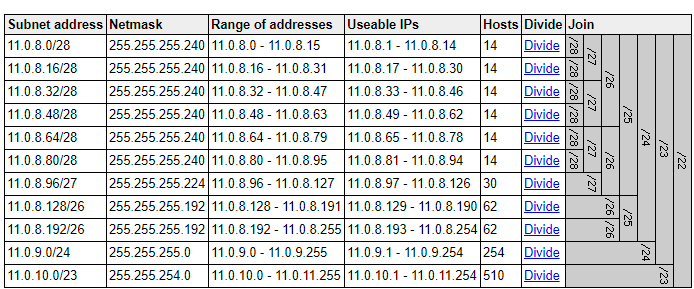 Subnet address Netmask Range of addresses Useable IPs Hosts Divide Join
11.0.8.0/28 255.255.255.240 11.0.8.0 - 11.0.8.15 11.0.8.1 - 11.0.8.14 14 Divide /28 /27 /26 /25 /24 /23 /22
11.0.8.16/28 255.255.255.240 11.0.8.16 - 11.0.8.31 11.0.8.17 - 11.0.8.30 14 Divide /28
11.0.8.32/28 255.255.255.240 11.0.8.32 - 11.0.8.47 11.0.8.33 - 11.0.8.46 14 Divide /28 /27
11.0.8.48/28 255.255.255.240 11.0.8.48 - 11.0.8.63 11.0.8.49 - 11.0.8.62 14 Divide /28
11.0.8.64/28 255.255.255.240 11.0.8.64 - 11.0.8.79 11.0.8.65 - 11.0.8.78 14 Divide /28 /27 /26
11.0.8.80/28 255.255.255.240 11.0.8.80 - 11.0.8.95 11.0.8.81 - 11.0.8.94 14 Divide /28
11.0.8.96/27 255.255.255.224 11.0.8.96 - 11.0.8.127 11.0.8.97 - 11.0.8.126 30 Divide /27
11.0.8.128/26 255.255.255.192 11.0.8.128 - 11.0.8.191 11.0.8.129 - 11.0.8.190 62 Divide /26 /25
11.0.8.192/26 255.255.255.192 11.0.8.192 - 11.0.8.255 11.0.8.193 - 11.0.8.254 62 Divide /26
11.0.9.0/24 255.255.255.0 11.0.9.0 - 11.0.9.255 11.0.9.1 - 11.0.9.254 254 Divide /24
11.0.10.0/23 255.255.254.0 11.0.10.0 - 11.0.11.255 11.0.10.1 - 11.0.11.254 510 Divide /23